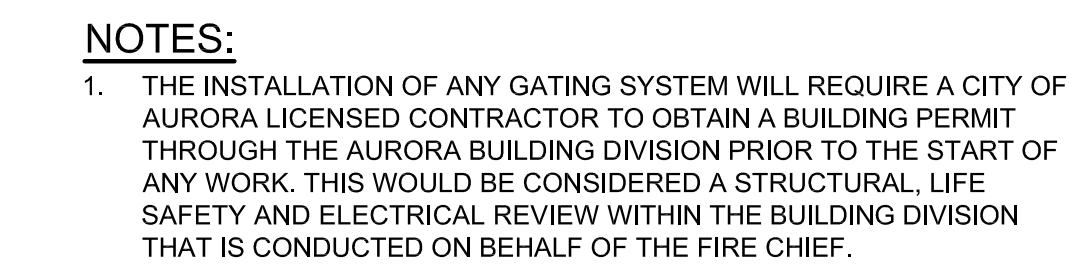 NOTES:
1. THE INSTALLATION OF ANY GATING SYSTEM WILL REQUIRE A CITY OF
AURORA LICENSED CONTRACTOR TO OBTAIN A BUILDING PERMIT
THROUGH THE AURORA BUILDING DIVISION PRIOR TO THE START OF
ANY WORK. THIS WOULD BE CONSIDERED A STRUCTURAL, LIFE
SAFETY AND ELECTRICAL REVIEW WITHIN THE BUILDING DIVISION
THAT IS CONDUCTED ON BEHALF OF THE FIRE CHIEF.